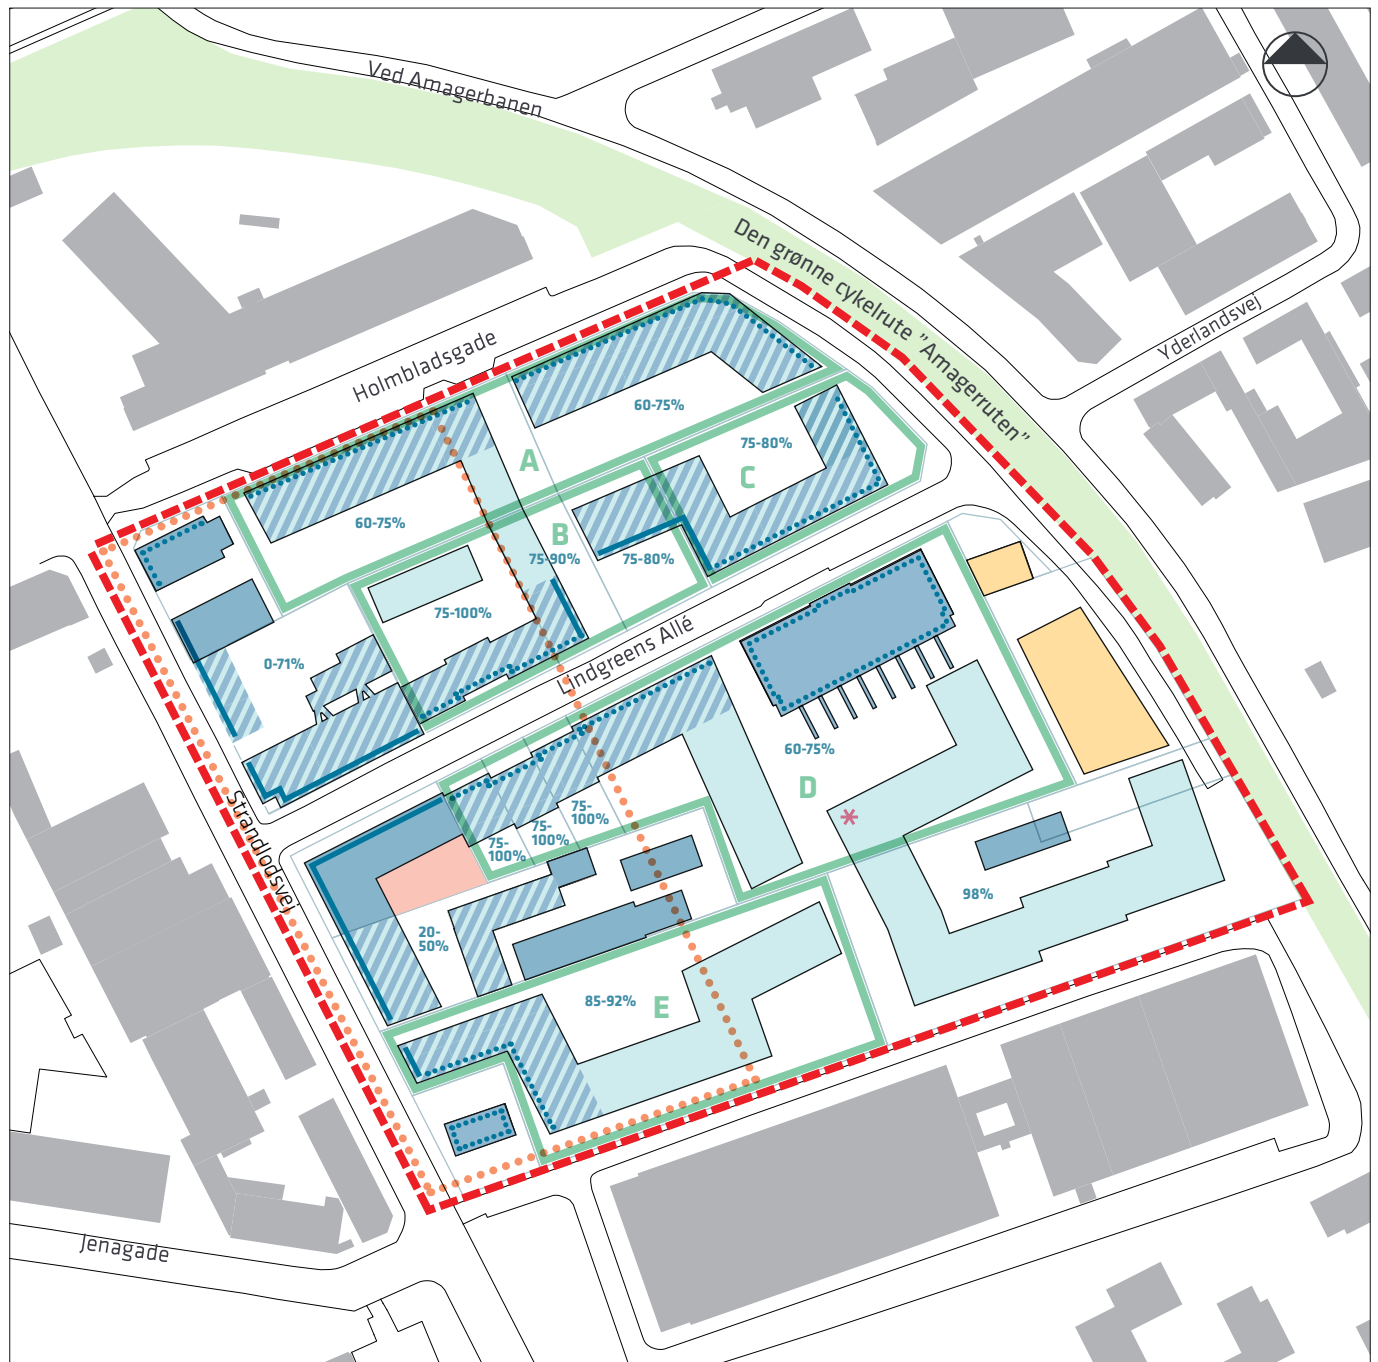 Ved Amagerbanen
Den grønne cykelrute "Amagerruten"
Yderlandsvej
Holmbladsgade
60-75%
75-80%
A
C
60-75%
B
75-90%
75-80%
75-100%
0-71%
Lindgreens Allé
60-75%
D
75-
100%
75-
100%
75-
100%
Strandlodsvej
98%
20-
50%
85-92%
E
Jenagade